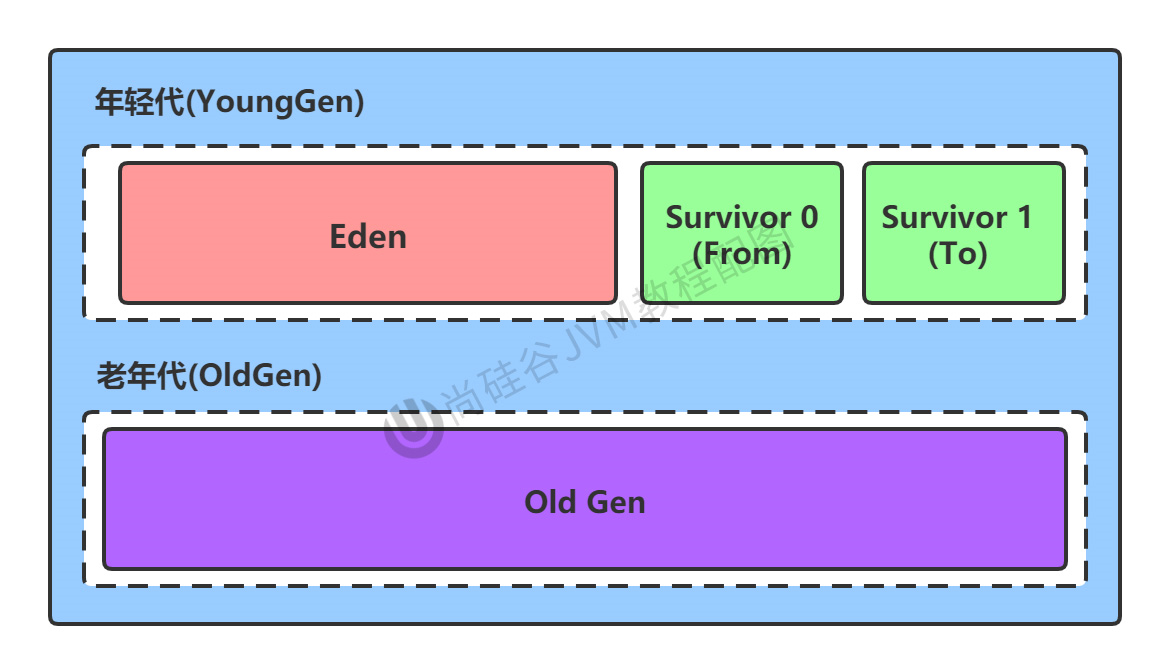 年轻代(YoungGen)
Eden
Survivor 0
(From)
Survivor 1
(To)
尚硅谷JVM教程配图
老年代(OldGen)
Old Gen